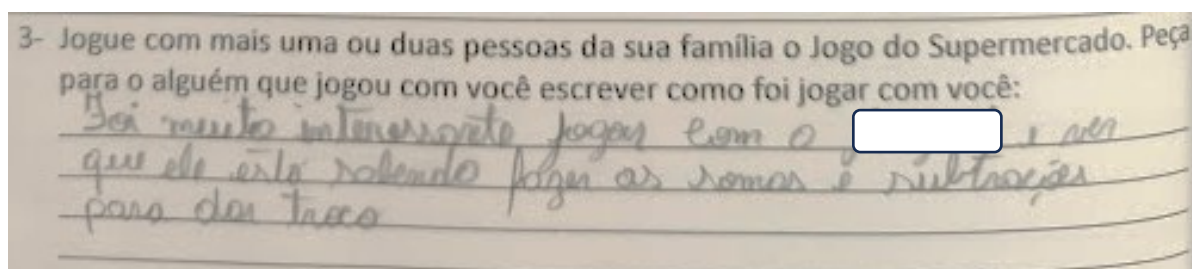 3- Jogue com mais uma ou duas pessoas da sua família o Jogo do Supermercado. Peça
para o alguém que jogou com você escrever como foi jogar com você:
Foi muito interessante jogar com o e ver
que ele está sabendo fazer as somas e subtrações
para dar troco